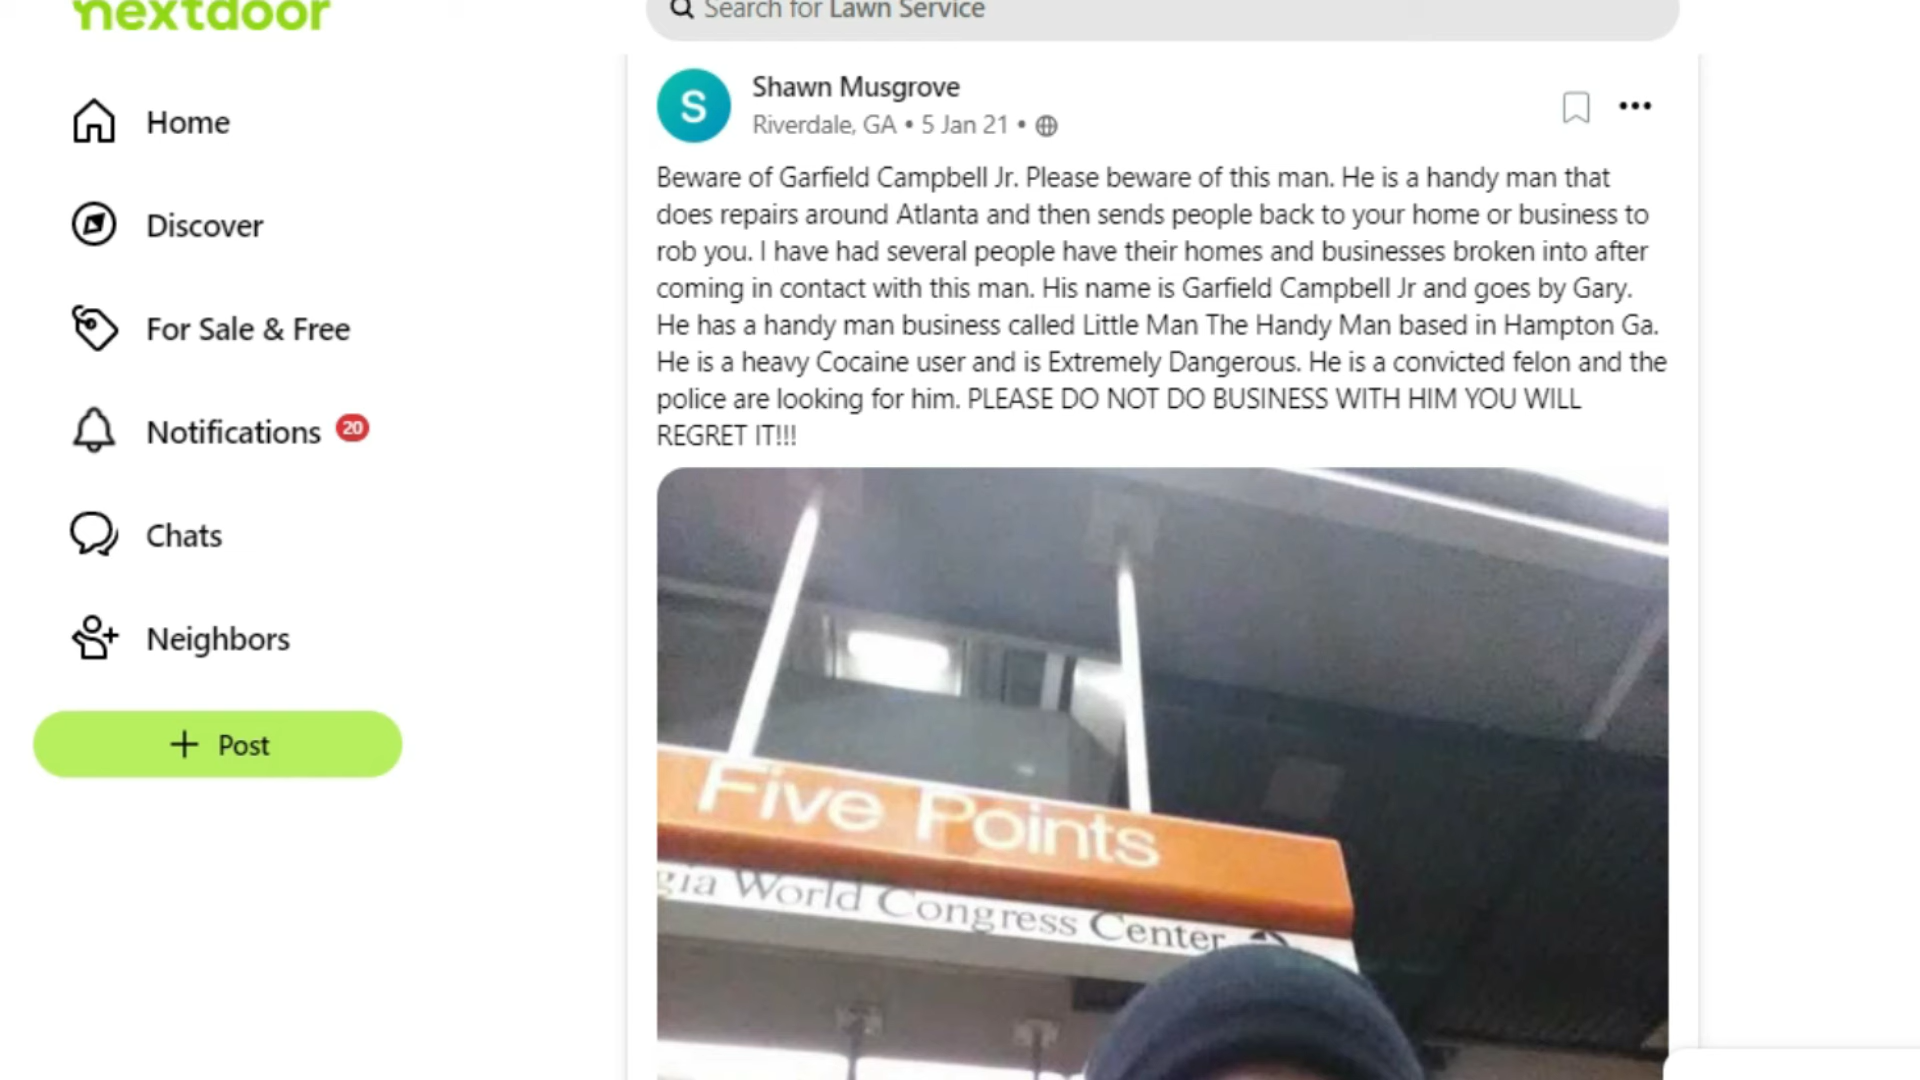 nextdoor
Search for Lawn Service
Home
Discover
For Sale & Free
Notifications 20
Chats
Neighbors
+ Post
S
Shawn Musgrove
Riverdale, GA • 5 Jan 21 •
Beware of Garfield Campbell Jr. Please beware of this man. He is a handy man that
does repairs around Atlanta and then sends people back to your home or business to
rob you. I have had several people have their homes and businesses broken into after
coming in contact with this man. His name is Garfield Campbell Jr and goes by Gary.
He has a handy man business called Little Man The Handy Man based in Hampton Ga.
He is a heavy Cocaine user and is Extremely Dangerous. He is a convicted felon and the
police are looking for him. PLEASE DO NOT DO BUSINESS WITH HIM YOU WILL
REGRET IT!!!
Five Points
gia World Congress Center